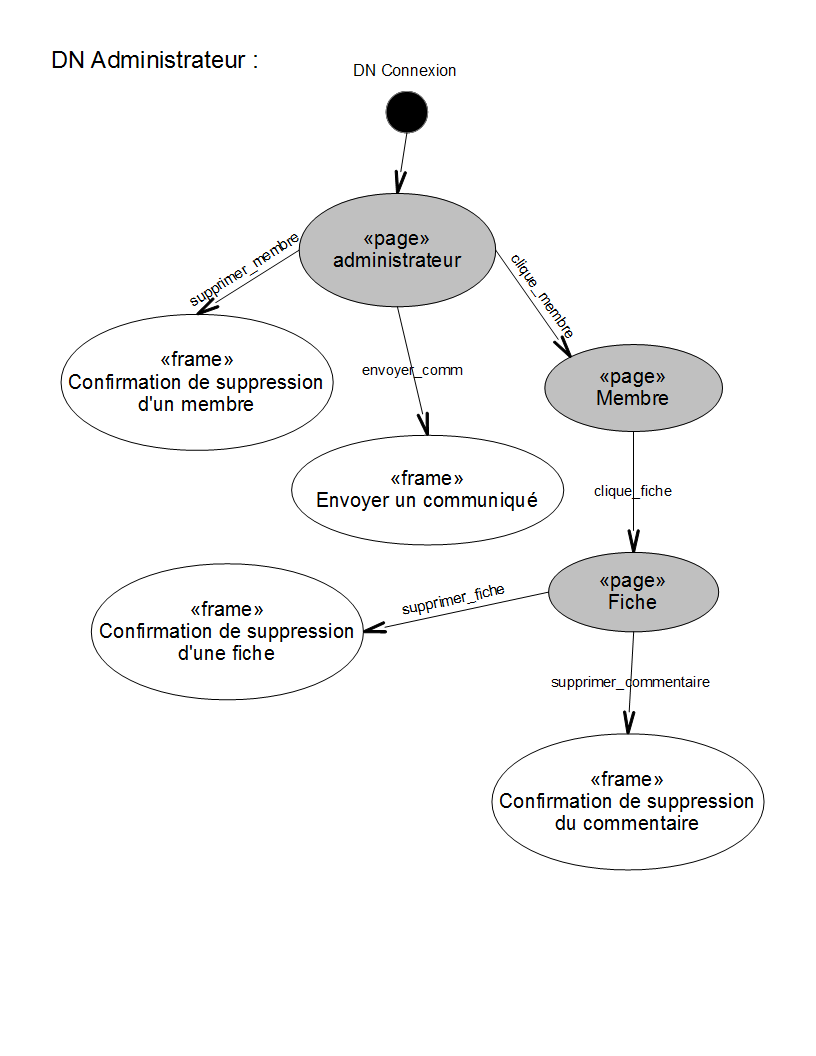 DN Administrateur :
DN Connexion
«page»
administrateur
supprimer_membre
clique_membre
«frame»
Confirmation de suppression
d'un membre
envoyer_comm
«page»
Membre
«frame»
Envoyer un communiqué
clique_fiche
«page»
Fiche
supprimer_fiche
«frame»
Confirmation de suppression
d'une fiche
supprimer_commentaire
«frame»
Confirmation de suppression
du commentaire